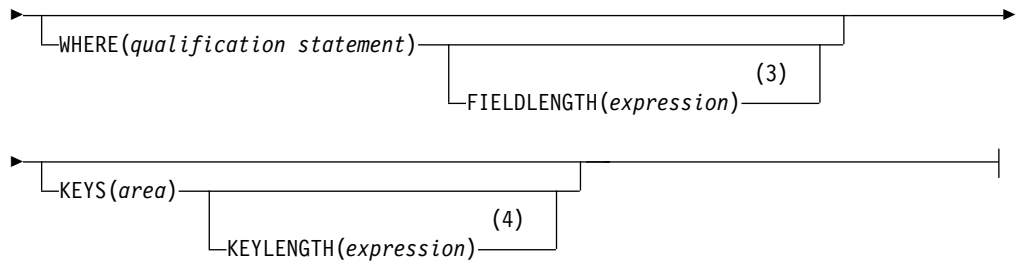 WHERE(qualification statement)
(3)
FIELDLENGTH(expression)
KEYS(area)
(4)
KEYLENGTH(expression)